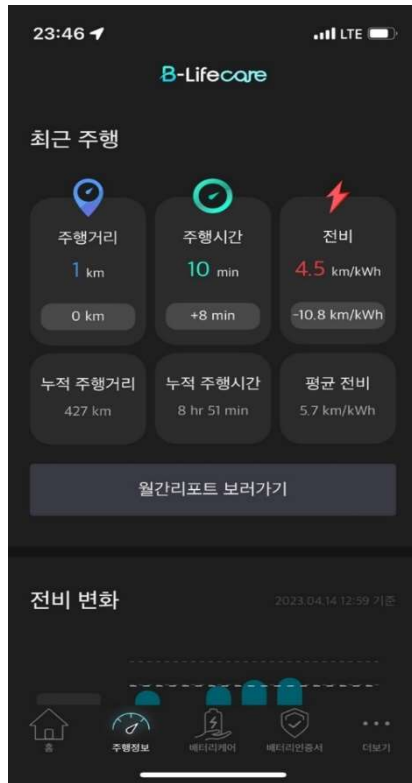 23:46
LTE
B-Lifecare
최근 주행
주행거리
1 km
0 km
주행시간
10 min
+8 min
전비
4.5 km/kWh
-10.8 km/kWh
누적 주행거리
427 km
누적 주행시간
8 hr 51 min
평균 전비
5.7 km/kWh
월간리포트 보러가기
전비 변화
2023.04.14 12:59 기준
홈
주행정보
배터리케어
배터리인증서
더보기